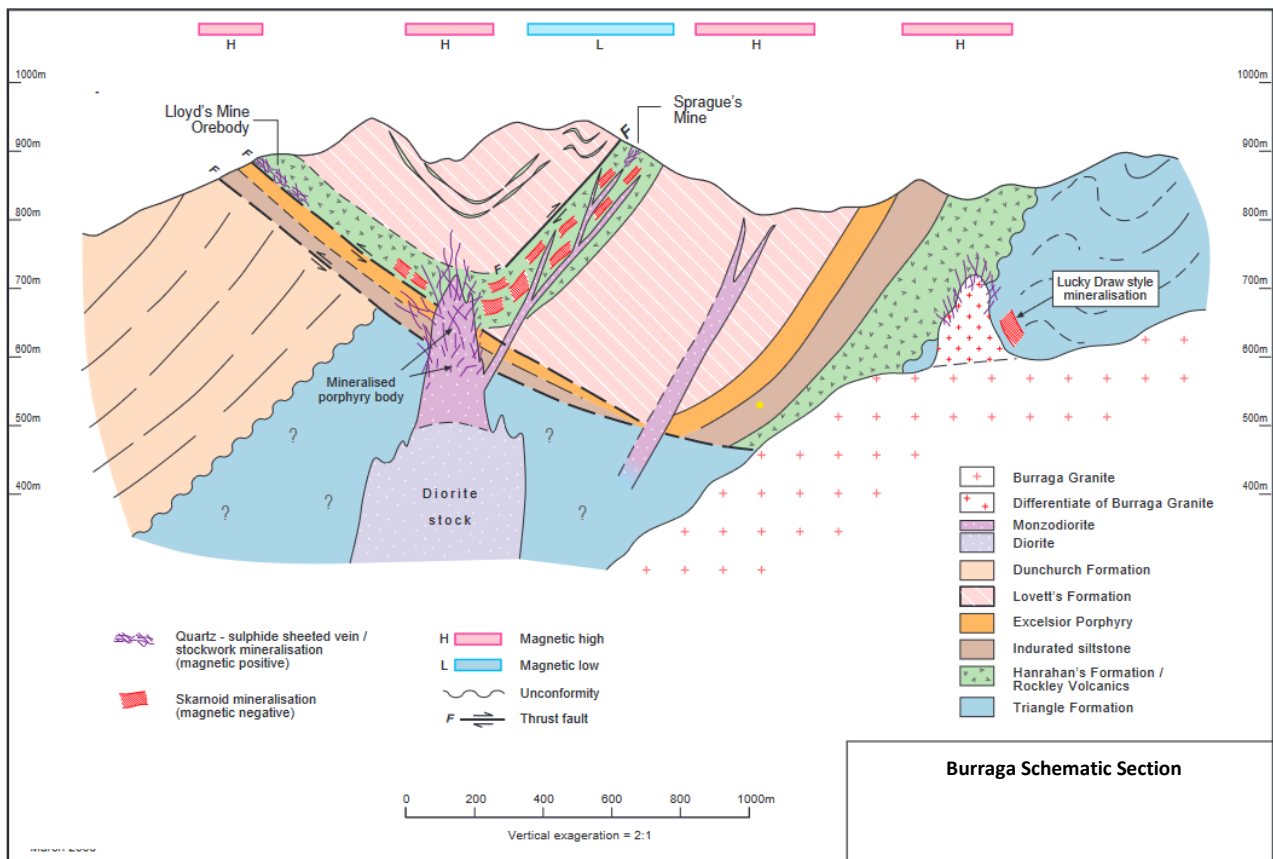 H
H
L
H
H
1000m
1000m
Lloyd's Mine
Orebody
Sprague's
Mine
F
900m
900m
F
F
800m
800m
700m
700m
F
Lucky Draw style
mineralisation
600m
600m
Mineralised
porphyry body
500m
500m
?
?
400m
400m
?
?
Diorite
stock
Burraga Granite
Differentiate of Burraga Granite
Monzodiorite
Diorite
Dunchurch Formation
Lovett's Formation
Excelsior Porphyry
Indurated siltstone
Hanrahan's Formation /
Rockley Volcanics
Triangle Formation
Quartz - sulphide sheeted vein /
stockwork mineralisation
(magnetic positive)
Skarnoid mineralisation
(magnetic negative)
H Magnetic high
L Magnetic low
Unconformity
F Thrust fault
Burraga Schematic Section
0 200 400 600 800 1000m
Vertical exageration = 2:1